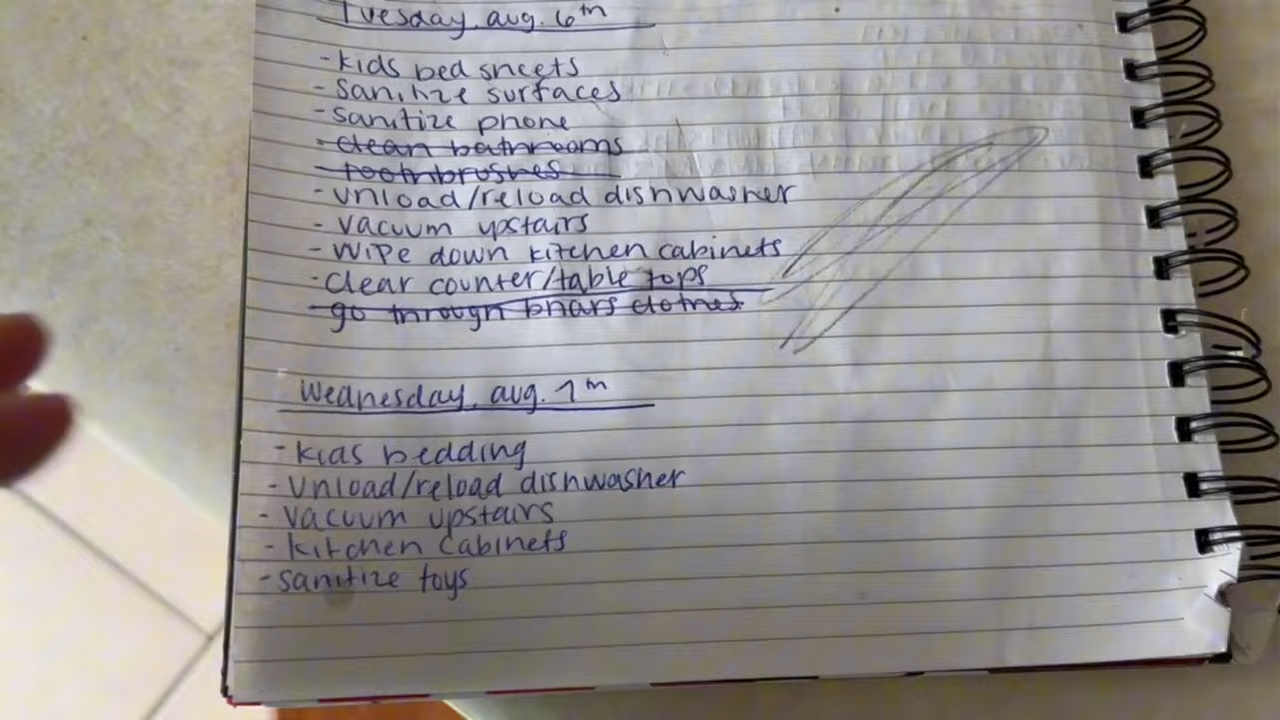 Tuesday, aug. 6th
- kids bed sheets
- sanitize surfaces
- sanitize phone
- clean bathrooms
- toothbrushes
- unload/reload dishwasher
- vacuum upstairs
- wipe down kitchen cabinets
- clear counter/table tops
- go through briars clothes
Wednesday, aug. 7th
- kids bedding
- unload/reload dishwasher
- vacuum upstairs
- kitchen cabinets
- sanitize toys